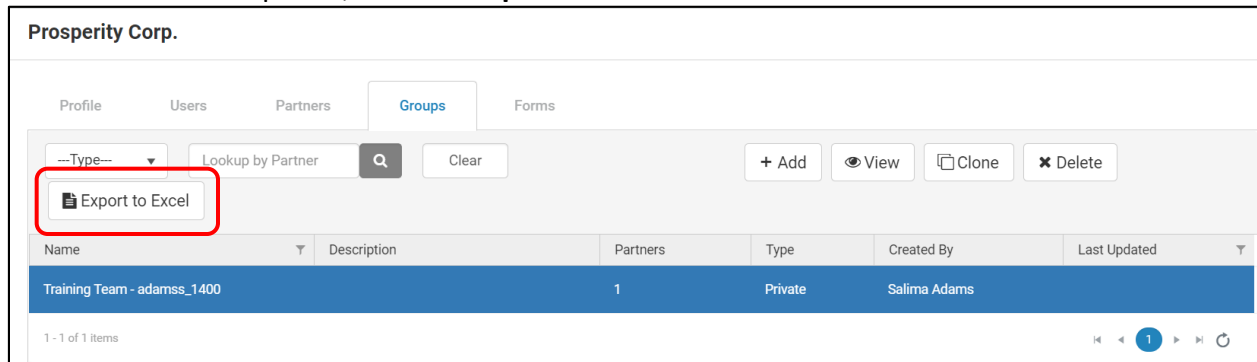 Prosperity Corp.
Profile Users Partners Groups Forms
---Type--- Lookup by Partner Clear + Add View Clone Delete
Export to Excel
Name Description Partners Type Created By Last Updated
Training Team - adamss_1400 1 Private Salima Adams
1 - 1 of 1 items 1